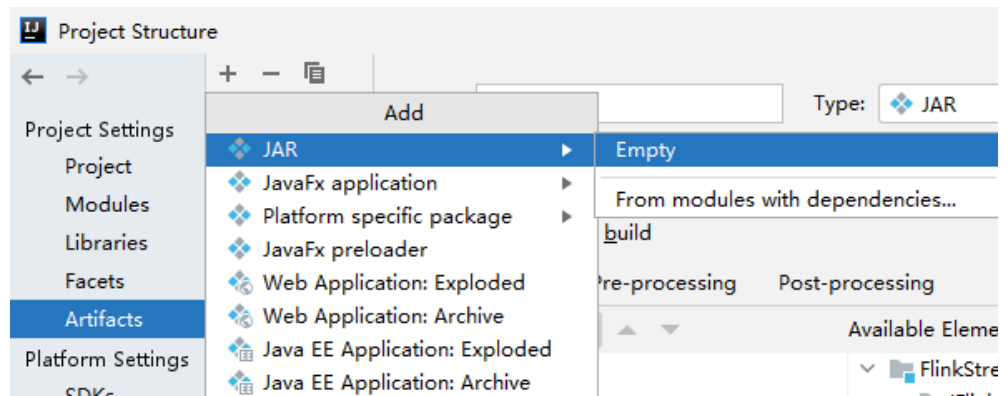 Project Structure
Add
Type: JAR
Project Settings
Project
Modules
Libraries
Facets
Artifacts
Platform Settings
SDKs
JAR
JavaFx application
Platform specific package
JavaFx preloader
Web Application: Exploded
Web Application: Archive
Java EE Application: Exploded
Java EE Application: Archive
Empty
From modules with dependencies...
build
Pre-processing Post-processing
Available Eleme
FlinkStre